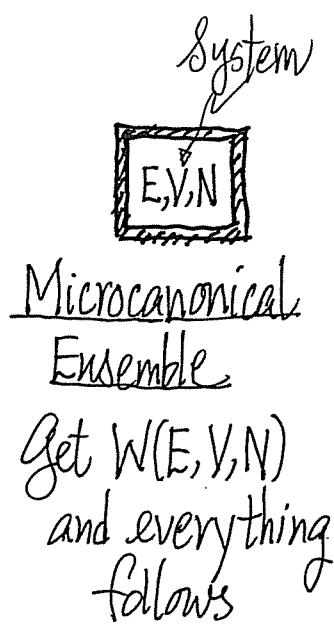 System
E,V,N
Microcanonical
Ensemble
Get W(E,V,N)
and everything
follows